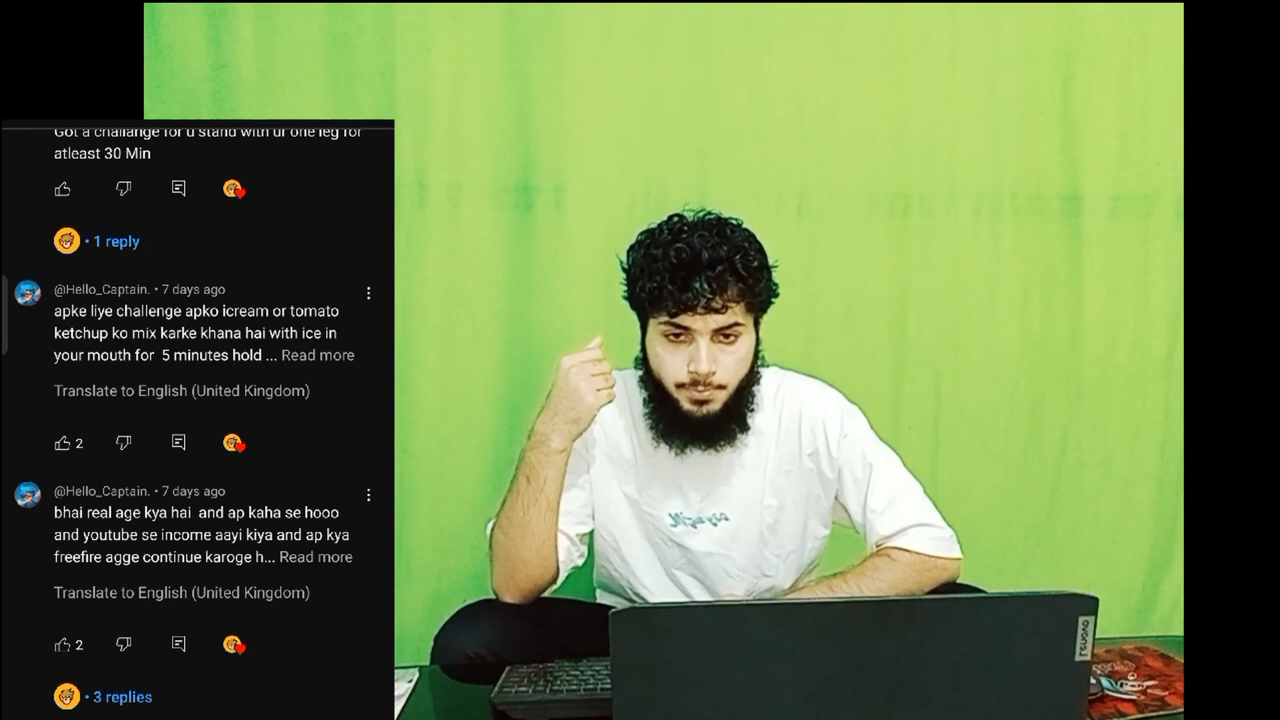 Got a challange for u stand with ur one leg for
atleast 30 Min
• 1 reply
@Hello_Captain. • 7 days ago
apke liye challenge apko icream or tomato
ketchup ko mix karke khana hai with ice in
your mouth for 5 minutes hold ... Read more
Translate to English (United Kingdom)
2
@Hello_Captain. • 7 days ago
bhai real age kya hai and ap kaha se hooo
and youtube se income aayi kiya and ap kya
freefire agge continue karoge h... Read more
Translate to English (United Kingdom)
2
• 3 replies
Lenovo